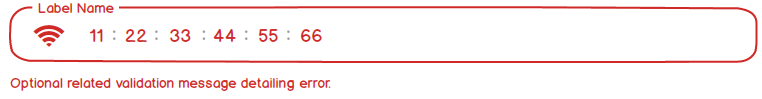 Label Name
11 : 22 : 33 : 44 : 55 : 66
Optional related validation message detailing error.